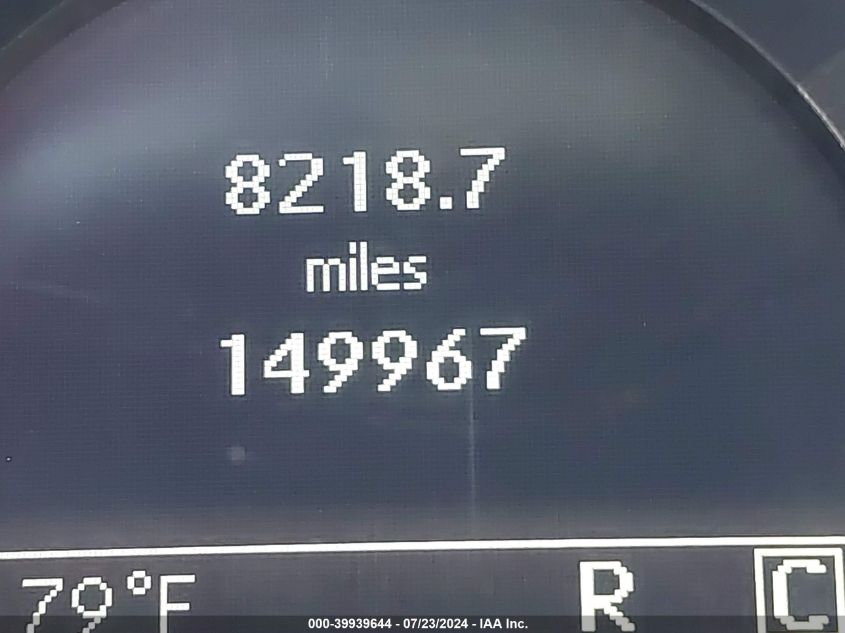 8218.7
miles
149967
79°F R C
000-39939644 - 07/23/2024 - IAA Inc.